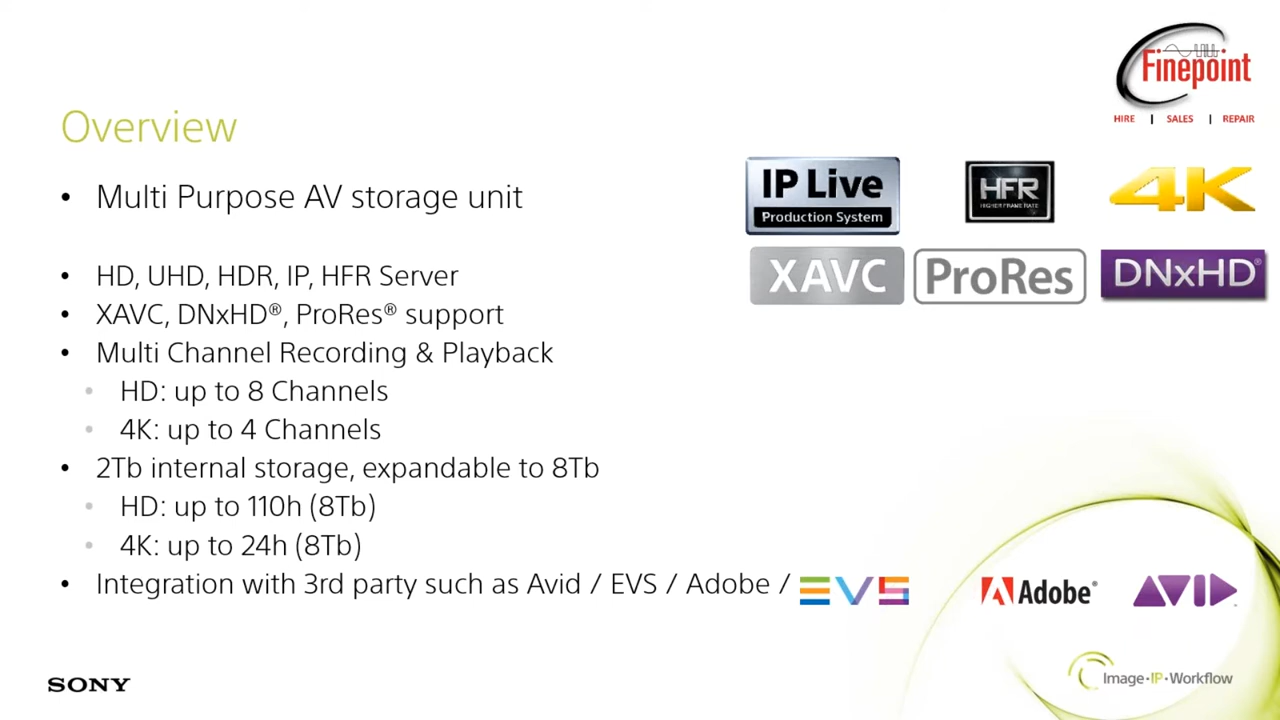 Finepoint
HIRE | SALES | REPAIR
Overview
• Multi Purpose AV storage unit
• HD, UHD, HDR, IP, HFR Server
• XAVC, DNxHD®, ProRes® support
• Multi Channel Recording & Playback
• HD: up to 8 Channels
• 4K: up to 4 Channels
• 2Tb internal storage, expandable to 8Tb
• HD: up to 110h (8Tb)
• 4K: up to 24h (8Tb)
• Integration with 3rd party such as Avid / EVS / Adobe /
IP Live
Production System
HFR
HIGHER FRAME RATE
4K
XAVC
ProRes
DNxHD®
EVS
Adobe®
AVID
SONY
Image·IP·Workflow